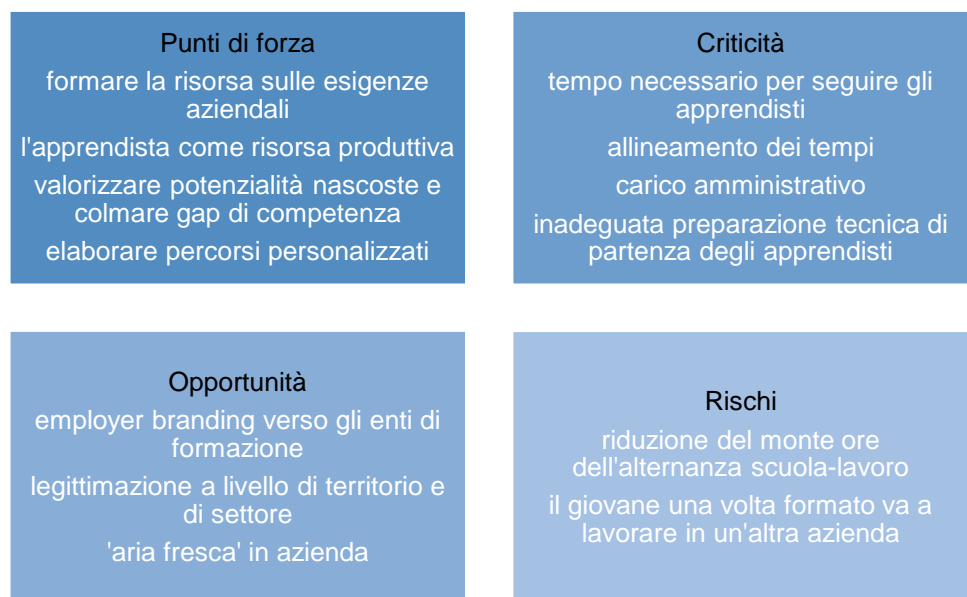 Punti di forza
formare la risorsa sulle esigenze
aziendali
l'apprendista come risorsa produttiva
valorizzare potenzialità nascoste e
colmare gap di competenza
elaborare percorsi personalizzati
Criticità
tempo necessario per seguire gli
apprendisti
allineamento dei tempi
carico amministrativo
inadeguata preparazione tecnica di
partenza degli apprendisti
Opportunità
employer branding verso gli enti di
formazione
legittimazione a livello di territorio e
di settore
'aria fresca' in azienda
Rischi
riduzione del monte ore
dell'alternanza scuola-lavoro
il giovane una volta formato va a
lavorare in un'altra azienda